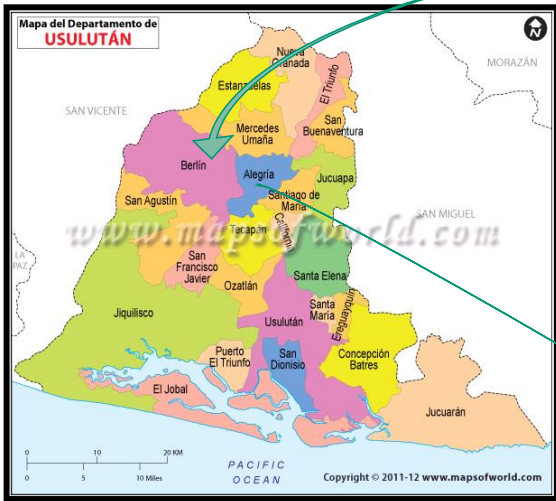 Mapa del Departamento de
USULUTÁN
N
MORAZÁN
Nueva
Granada
Estanzuelas
El Triunfo
SAN VICENTE
San
Buenaventura
Mercedes
Umaña
Berlín
Alegría
Jucuapa
Santiago de
María
San Agustín
SAN MIGUEL
California
Tecapán
www.mapsofworld.com
LA
PAZ
San
Francisco
Javier
Santa Elena
Ozatlán
Jiquilisco
Santa
María
Ereguayquín
Usulután
Puerto
El Triunfo
San
Dionisio
Concepción
Batres
El Jobal
Jucuarán
0 10 20 KM
0 5 10 Miles
PACIFIC
OCEAN
Copyright © 2011-12 www.mapsofworld.com